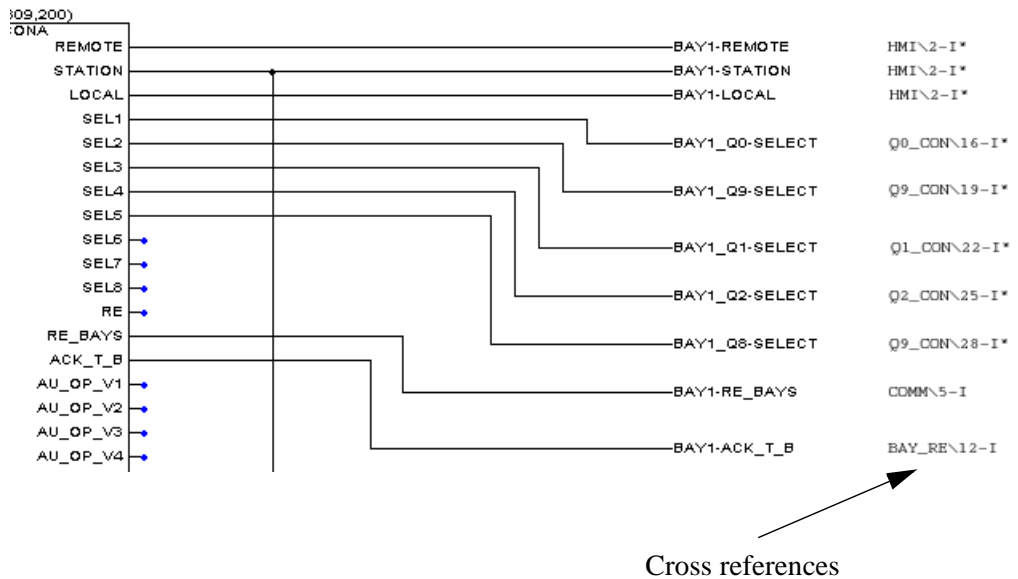 309,200)
CONA
REMOTE BAY1-REMOTE HMI\2-I*
STATION BAY1-STATION HMI\2-I*
LOCAL BAY1-LOCAL HMI\2-I*
SEL1
SEL2 BAY1_Q0-SELECT Q0_CON\16-I*
SEL3
SEL4 BAY1_Q9-SELECT Q9_CON\19-I*
SEL5
SEL6 BAY1_Q1-SELECT Q1_CON\22-I*
SEL7
SEL8 BAY1_Q2-SELECT Q2_CON\25-I*
RE
RE_BAYS BAY1_Q8-SELECT Q9_CON\28-I*
ACK_T_B
AU_OP_V1 BAY1-RE_BAYS COMM\5-I
AU_OP_V2
AU_OP_V3
AU_OP_V4 BAY1-ACK_T_B BAY_RE\12-I
Cross references